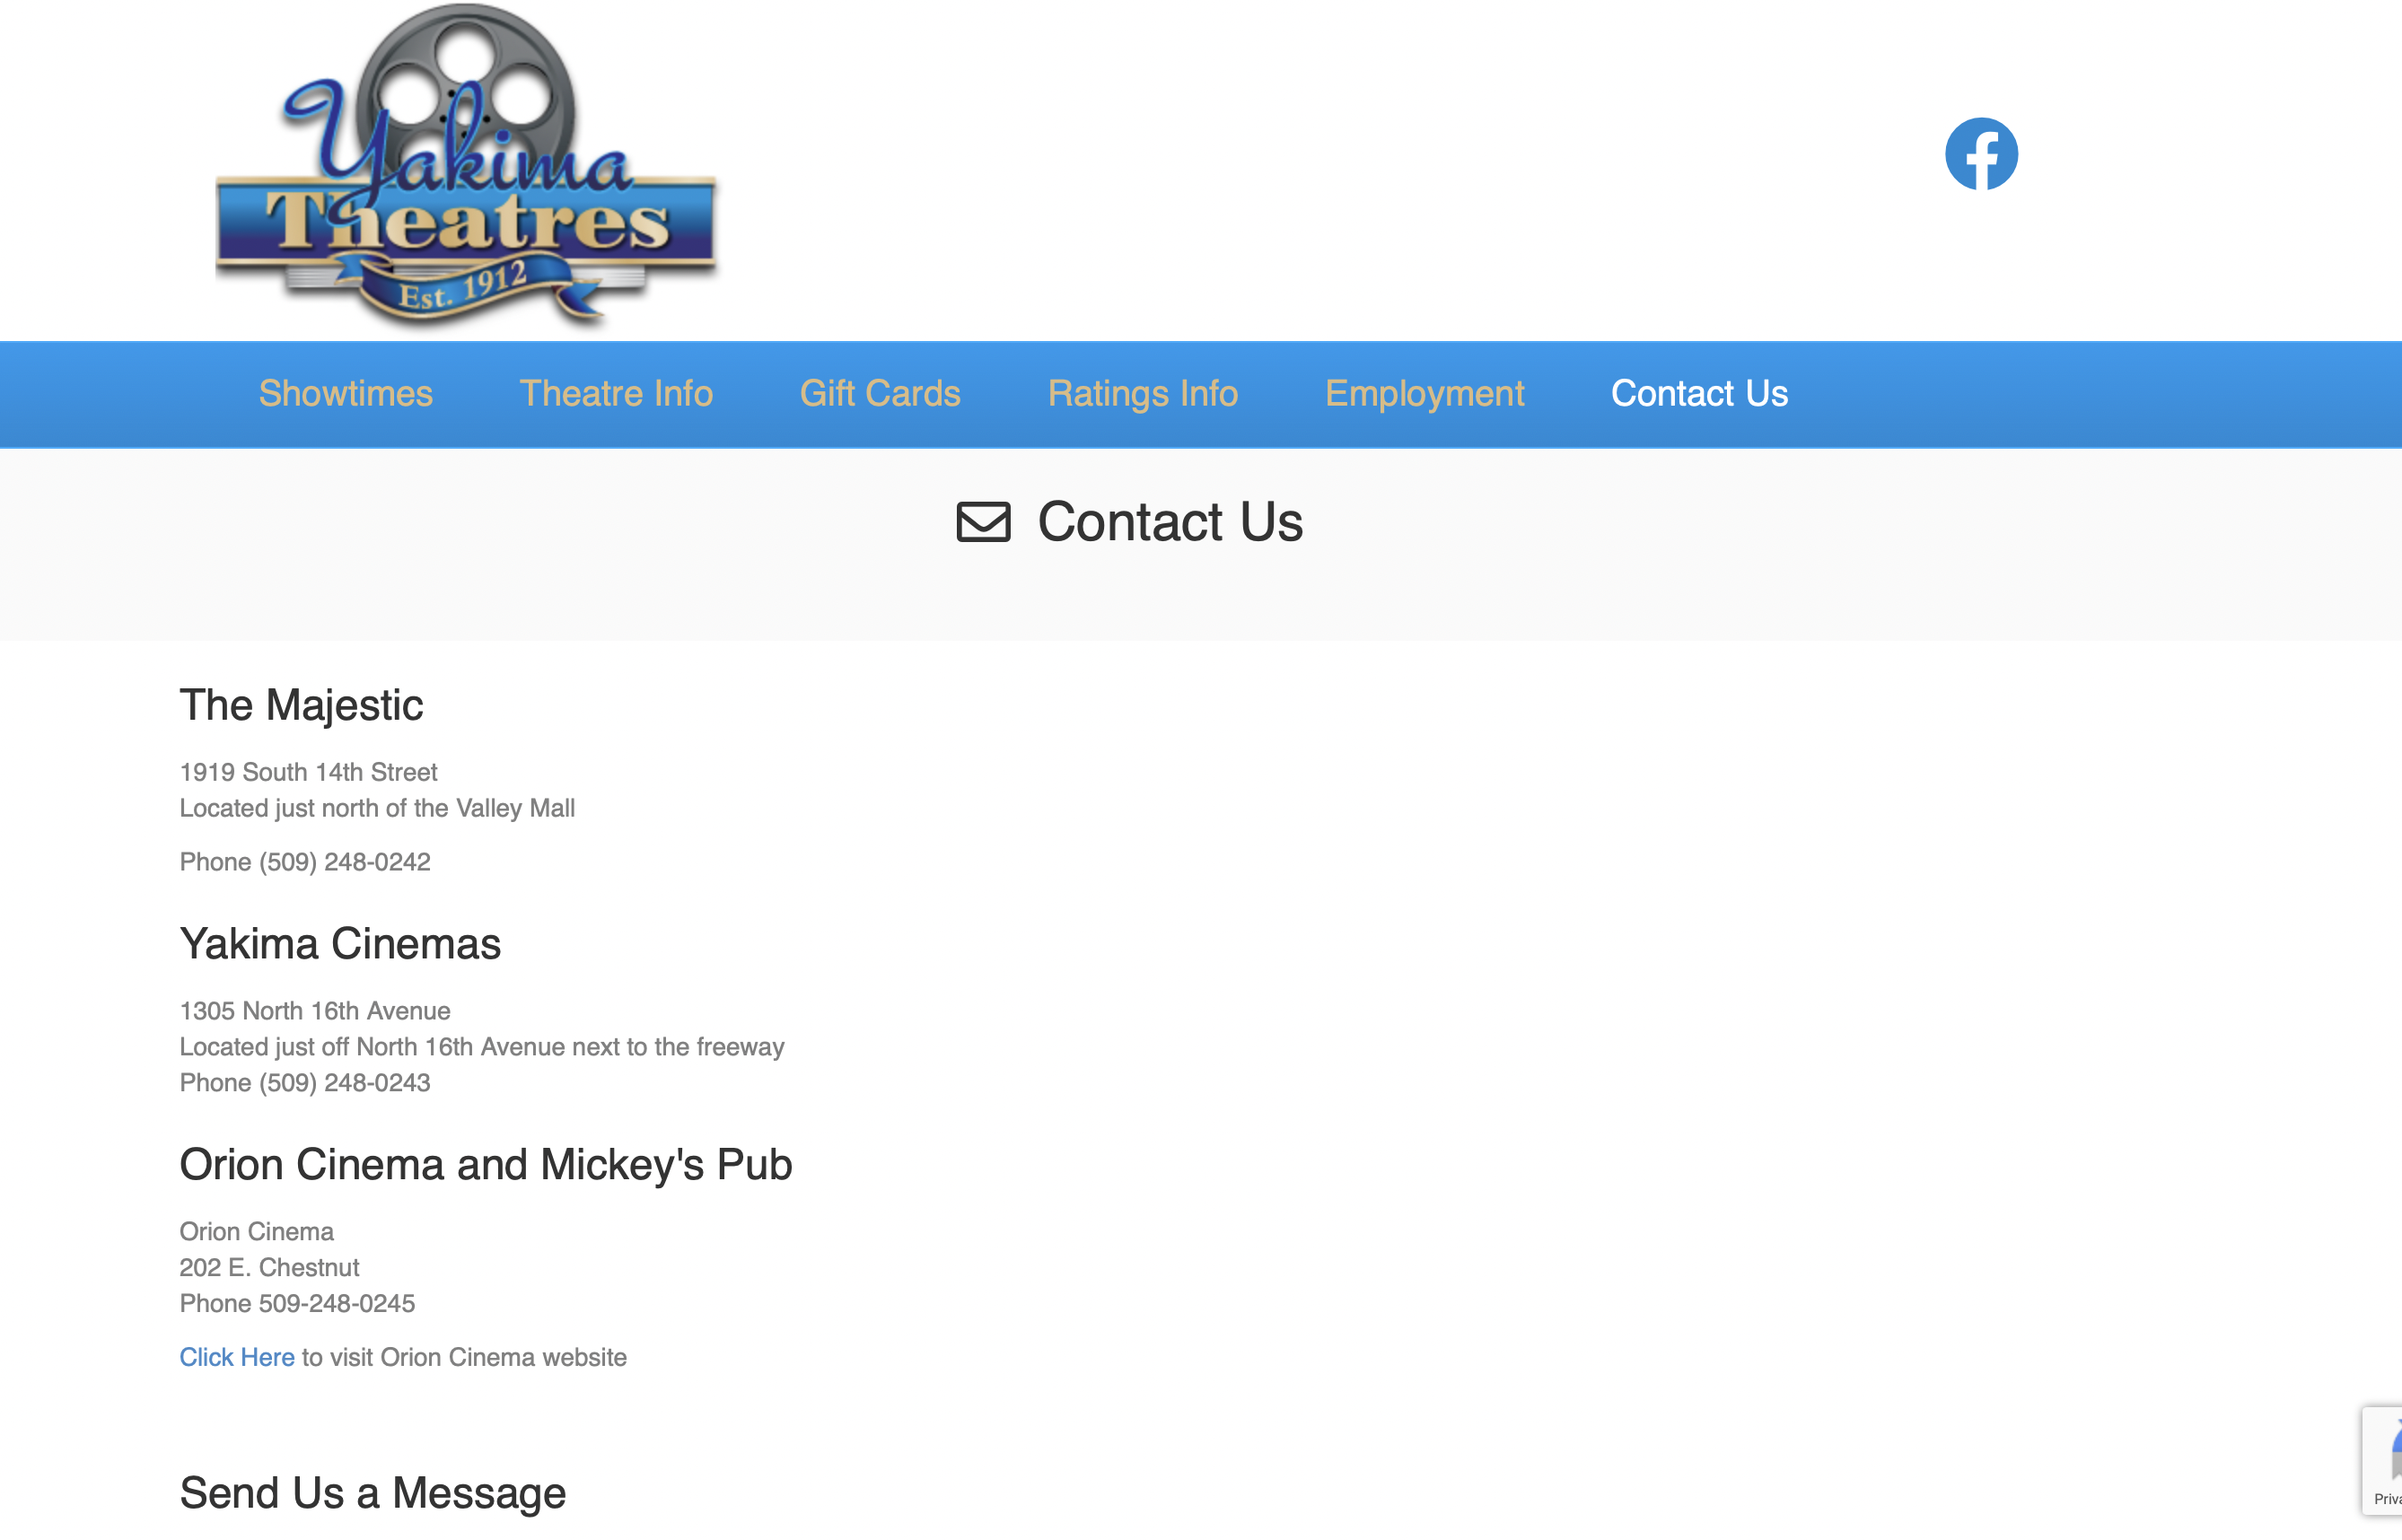 Yakima
Theatres
Est. 1912
Showtimes Theatre Info Gift Cards Ratings Info Employment Contact Us
Contact Us
The Majestic
1919 South 14th Street
Located just north of the Valley Mall
Phone (509) 248-0242
Yakima Cinemas
1305 North 16th Avenue
Located just off North 16th Avenue next to the freeway
Phone (509) 248-0243
Orion Cinema and Mickey's Pub
Orion Cinema
202 E. Chestnut
Phone 509-248-0245
Click Here to visit Orion Cinema website
Send Us a Message